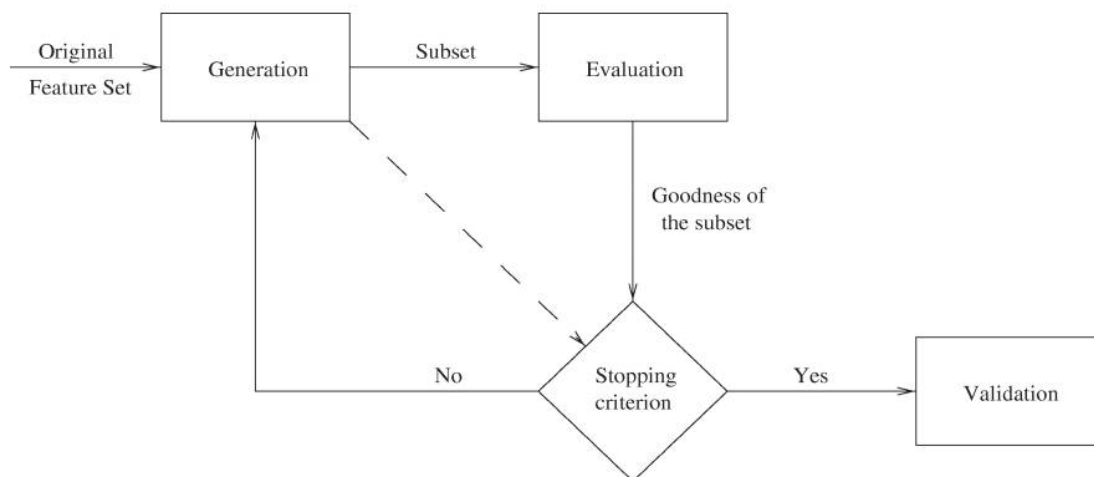 Original
Feature Set
Generation
Subset
Evaluation
Goodness of
the subset
No
Stopping
criterion
Yes
Validation